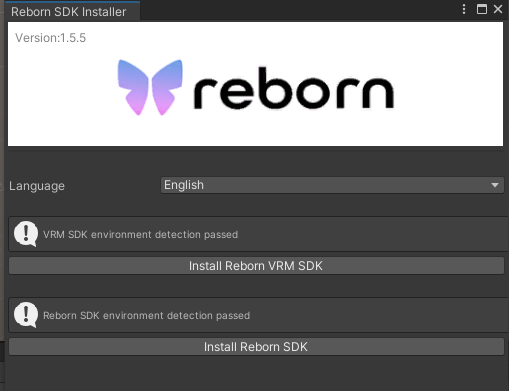 Reborn SDK Installer
Version:1.5.5
reborn
Language English
VRM SDK environment detection passed
Install Reborn VRM SDK
Reborn SDK environment detection passed
Install Reborn SDK